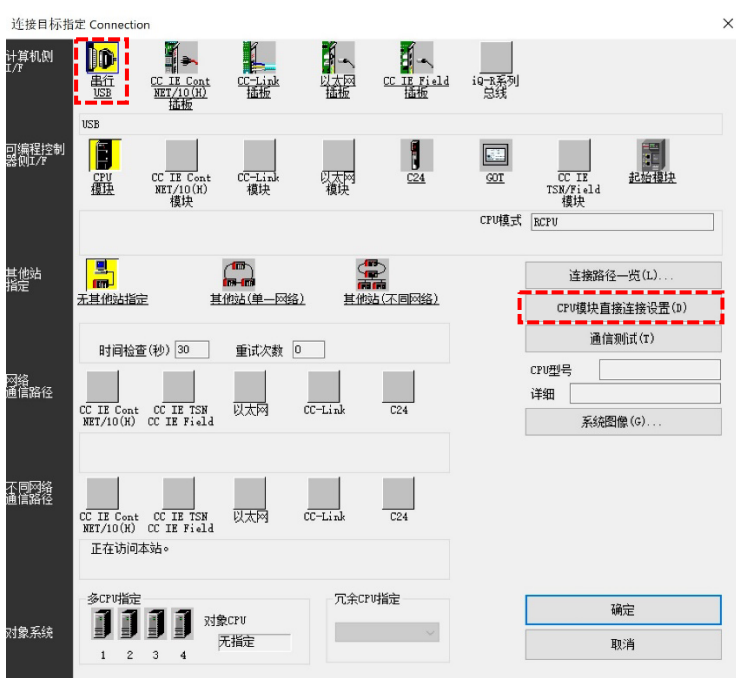 连接目标指定 Connection
计算机侧
I/F
串行
USB
CC IE Cont
NET/10(H)
插板
CC-Link
插板
以太网
插板
CC IE Field
插板
iQ-R系列
总线
USB
可编程控制
器侧I/F
CPU
模块
CC IE Cont
NET/10(H)
模块
CC-Link
模块
以太网
模块
C24
GOT
CC IE
TSN/Field
模块
起始模块
CPU模式 RCPU
其他站
指定
无其他站指定
其他站(单一网络)
其他站(不同网络)
连接路径一览(L)...
CPU模块直接连接设置(D)
时间检查(秒) 30 重试次数 0
通信测试(T)
CPU型号
详细
系统图像(G)...
网络
通信路径
CC IE Cont
NET/10(H)
CC IE TSN
CC IE Field
以太网
CC-Link
C24
不同网络
通信路径
CC IE Cont
NET/10(H)
CC IE TSN
CC IE Field
以太网
CC-Link
C24
正在访问本站。
对象系统
多CPU指定
1 2 3 4
对象CPU
无指定
冗余CPU指定
确定
取消